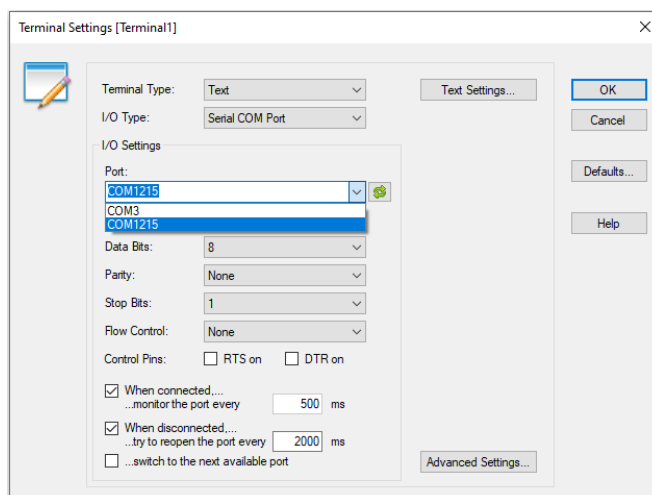 Terminal Settings [Terminal1]
Terminal Type: Text Text Settings... OK
I/O Type: Serial COM Port Cancel
I/O Settings
Port:
COM1215 Defaults...
COM3
COM1215 Help
Data Bits: 8
Parity: None
Stop Bits: 1
Flow Control: None
Control Pins: RTS on DTR on
When connected,...
...monitor the port every 500 ms
When disconnected,...
...try to reopen the port every 2000 ms
...switch to the next available port Advanced Settings...